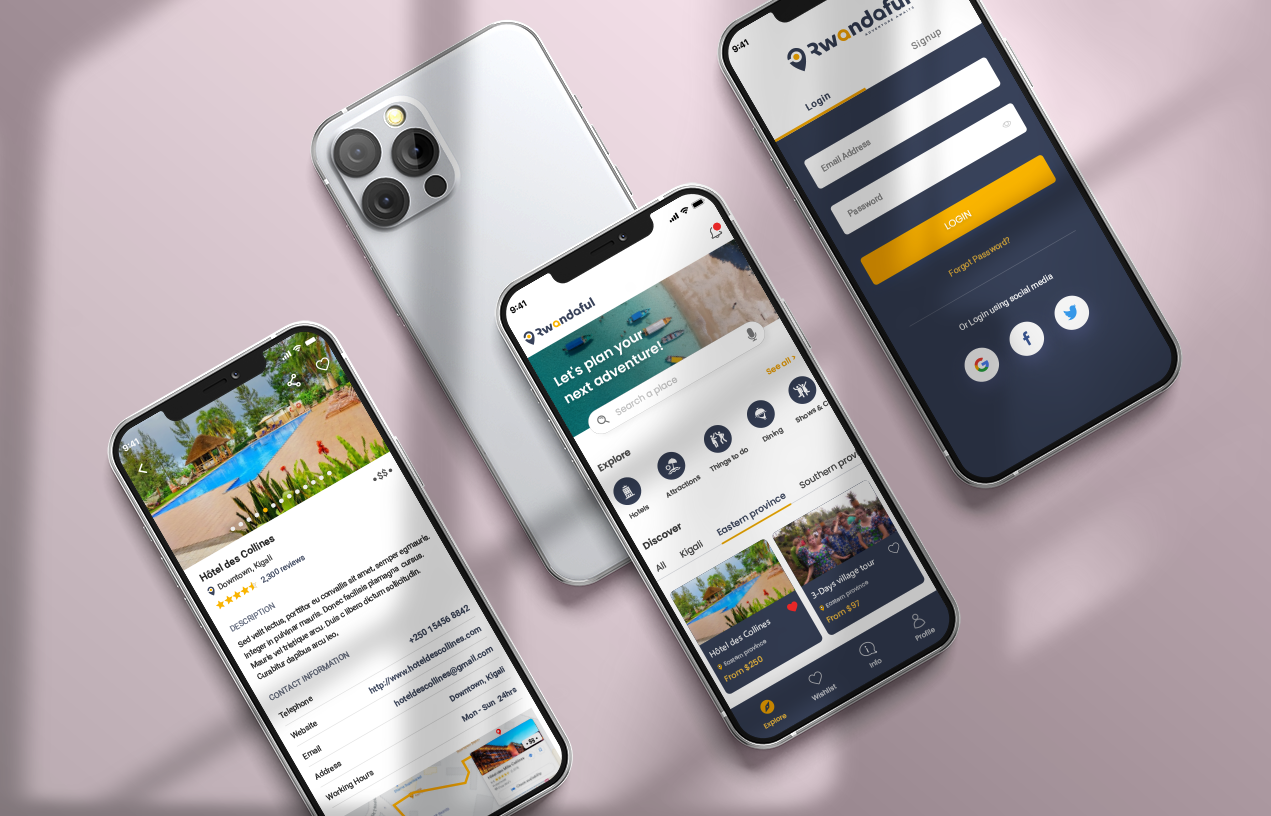 9:41
Hôtel des Collines
•$$•
Downtown, Kigali
2,300 reviews
DESCRIPTION
Sed velit lectus, porttitor eu convallis sit amet, semper egmauris.
Integer in pulvinar mauris. Donec facilisis plamagna cursus.
Mauris vel tristique arcu. Duis c libero dictum sollicitudin.
Curabitur dapibus arcu leo,
CONTACT INFORMATION
Telephone
+250 15456 8842
Website
http://www.hoteldescollines.com
Email
hoteldescollines@gmail.com
Address
Downtown, Kigali
Working Hours
Mon - Sun 24hrs
9:41
Rwandaful
Let's plan your
next adventure!
Search a place
Explore
See all >
Hotels
Attractions
Things to do
Dining
Shows & C
Discover
All
Kigali
Eastern province
Southern prov
Hôtel des Collines
Eastern province
From $250
3-Days village tour
Eastern province
From $97
Explore
Wishlist
Info
Profile
9:41
Rwandaful
ADVENTURE AWAITS
Login
Signup
Email Address
Password
LOGIN
Forgot Password?
Or Login using social media